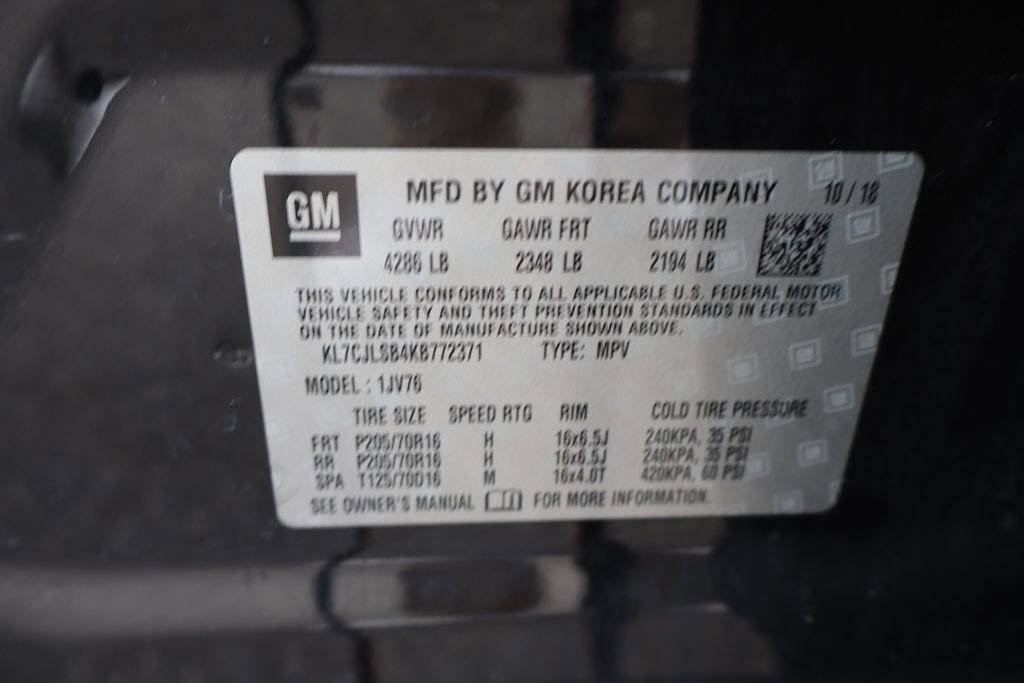 GM
MFD BY GM KOREA COMPANY 10 / 18
GVWR GAWR FRT GAWR RR
4286 LB 2348 LB 2194 LB
THIS VEHICLE CONFORMS TO ALL APPLICABLE U.S. FEDERAL MOTOR
VEHICLE SAFETY AND THEFT PREVENTION STANDARDS IN EFFECT
ON THE DATE OF MANUFACTURE SHOWN ABOVE.
KL7CJLSB4KB772371 TYPE: MPV
MODEL : 1JV76
TIRE SIZE SPEED RTG RIM COLD TIRE PRESSURE
FRT P205/70R16 H 16x6.5J 240KPA, 35 PSI
RR P205/70R16 H 16x6.5J 240KPA, 35 PSI
SPA T125/70D16 M 16x4.0T 420KPA, 60 PSI
SEE OWNER'S MANUAL FOR MORE INFORMATION.